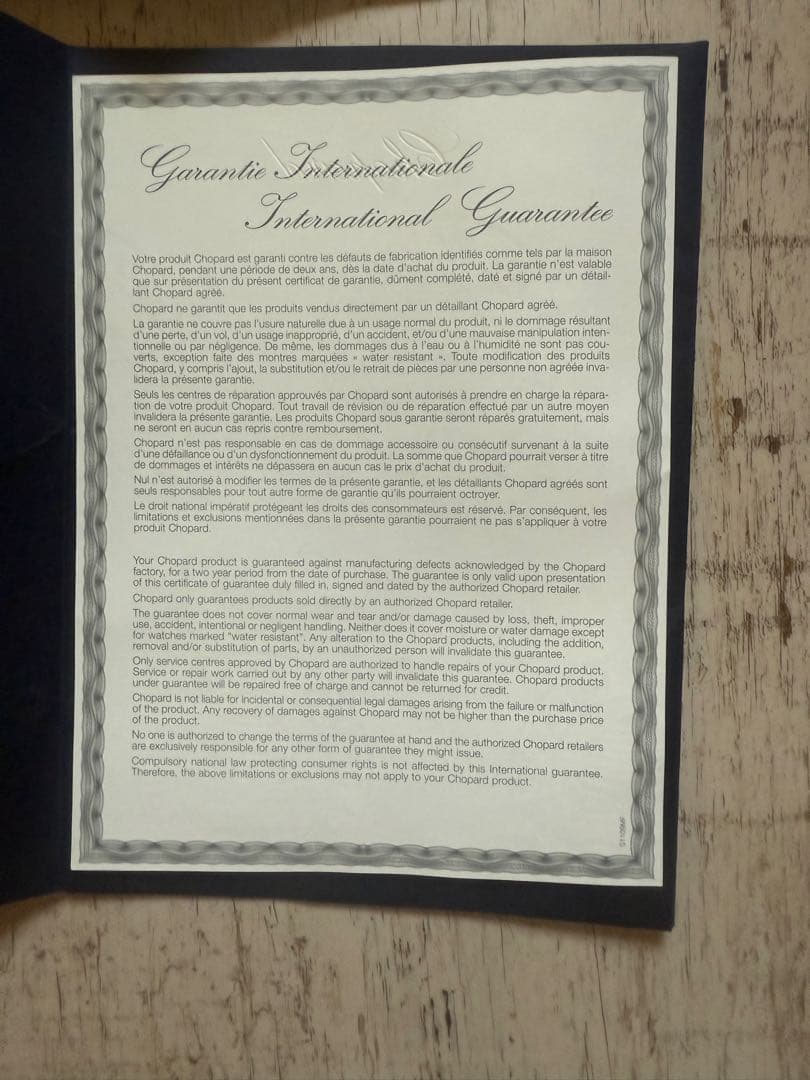 Chopard
Garantie Internationale
International Guarantee
Votre produit Chopard est garanti contre les défauts de fabrication identifiés comme tels par la maison
Chopard, pendant une période de deux ans, dès la date d'achat du produit. La garantie n'est valable
que sur présentation du présent certificat de garantie, dûment complété, daté et signé par un détail-
lant Chopard agréé.
Chopard ne garantit que les produits vendus directement par un détaillant Chopard agréé.
La garantie ne couvre pas l'usure naturelle due à un usage normal du produit, ni le dommage résultant
d'une perte, d'un vol, d'un usage inapproprié, d'un accident, et/ou d'une mauvaise manipulation inten-
tionnelle ou par négligence. De même, les dommages dus à l'eau ou à l'humidité ne sont pas cou-
verts, exception faite des montres marquées « water resistant ». Toute modification des produits
Chopard, y compris l'ajout, la substitution et/ou le retrait de pièces par une personne non agréée inva-
lidera la présente garantie.
Seuls les centres de réparation approuvés par Chopard sont autorisés à prendre en charge la répara-
tion de votre produit Chopard. Tout travail de révision ou de réparation effectué par un autre moyen
invalidera la présente garantie. Les produits Chopard sous garantie seront réparés gratuitement, mais
ne seront en aucun cas repris contre remboursement.
Chopard n'est pas responsable en cas de dommage accessoire ou consécutif survenant à la suite
d'une défaillance ou d'un dysfonctionnement du produit. La somme que Chopard pourrait verser à titre
de dommages et intérêts ne dépassera en aucun cas le prix d'achat du produit.
Nul n'est autorisé à modifier les termes de la présente garantie, et les détaillants Chopard agréés sont
seuls responsables pour tout autre forme de garantie qu'ils pourraient octroyer.
Le droit national impératif protégeant les droits des consommateurs est réservé. Par conséquent, les
limitations et exclusions mentionnées dans la présente garantie pourraient ne pas s'appliquer à votre
produit Chopard.
Your Chopard product is guaranteed against manufacturing defects acknowledged by the Chopard
factory, for a two year period from the date of purchase. The guarantee is only valid upon presentation
of this certificate of guarantee duly filled in, signed and dated by the authorized Chopard retailer.
Chopard only guarantees products sold directly by an authorized Chopard retailer.
The guarantee does not cover normal wear and tear and/or damage caused by loss, theft, improper
use, accident, intentional or negligent handling. Neither does it cover moisture or water damage except
for watches marked "water resistant". Any alteration to the Chopard products, including the addition,
removal and/or substitution of parts, by an unauthorized person will invalidate this guarantee.
Only service centres approved by Chopard are authorized to handle repairs of your Chopard product.
Service or repair work carried out by any other party will invalidate this guarantee. Chopard products
under guarantee will be repaired free of charge and cannot be returned for credit.
Chopard is not liable for incidental or consequential legal damages arising from the failure or malfunction
of the product. Any recovery of damages against Chopard may not be higher than the purchase price
of the product.
No one is authorized to change the terms of the guarantee at hand and the authorized Chopard retailers
are exclusively responsible for any other form of guarantee they might issue.
Compulsory national law protecting consumer rights is not affected by this International guarantee.
Therefore, the above limitations or exclusions may not apply to your Chopard product.